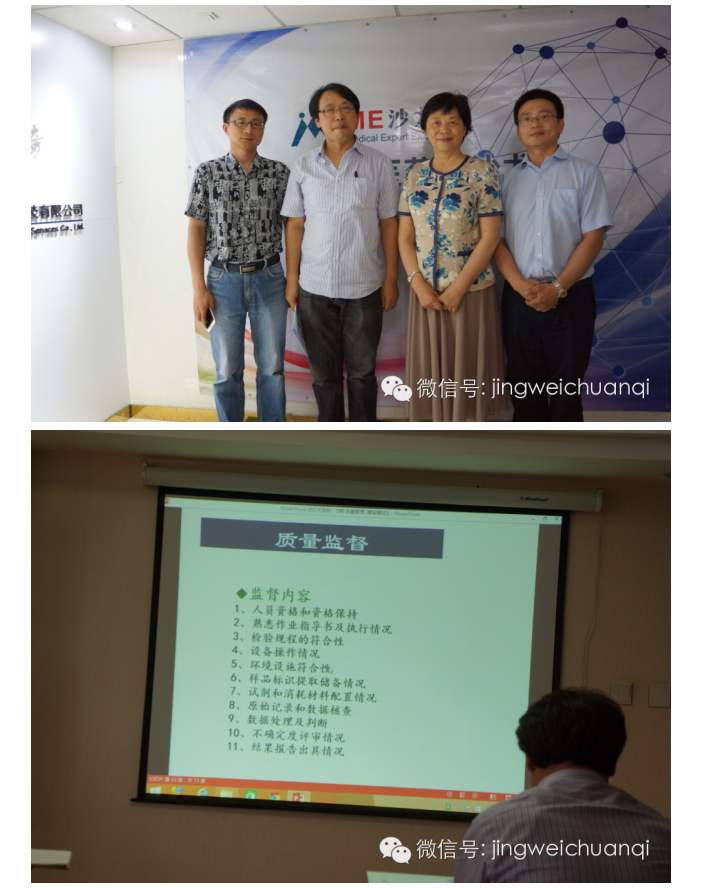 ME 沙
edical Expert S
技有限公司
Services Co., Ltd.
微信号: jingweichuanqi
质量监督
◆监督内容
1、人员资格和资格保持
2、熟悉作业指导书及执行情况
3、检验规程的符合性
4、设备操作情况
5、环境设施符合性。
6、样品标识提取储备情况
7、试剂和消耗材料配置情况
8、原始记录和数据核查
9、数据处理及判断
10、不确定度评审情况
11、结果报告出具情况
微信号: jingweichuanqi